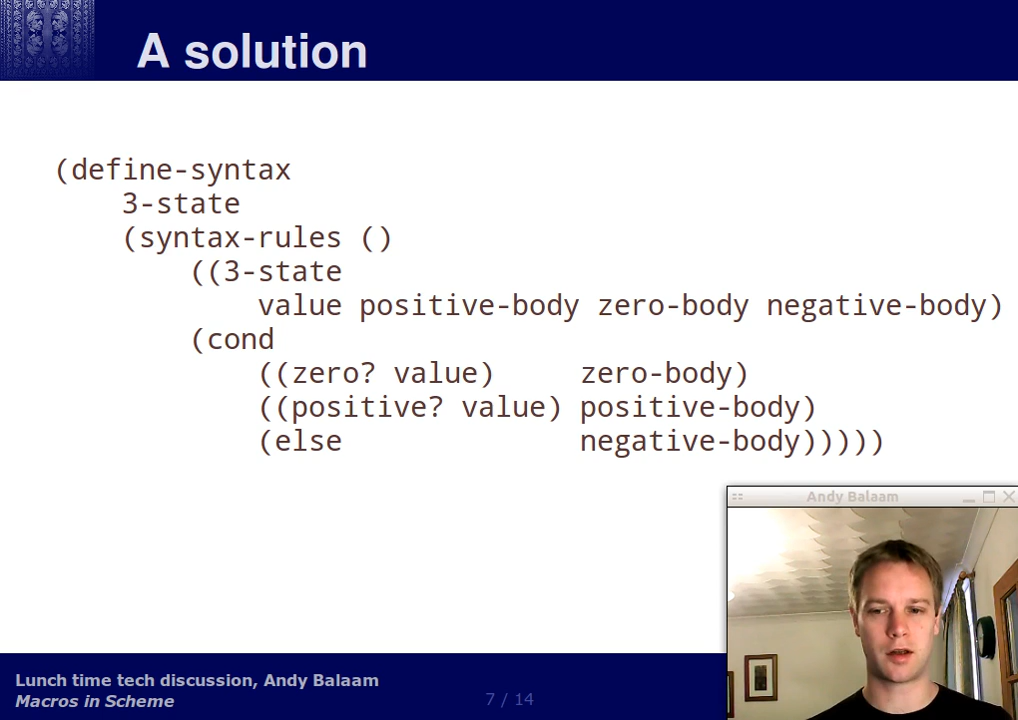 A solution
(define-syntax
3-state
(syntax-rules ()
((3-state
value positive-body zero-body negative-body)
(cond
((zero? value) zero-body)
((positive? value) positive-body)
(else negative-body)))))
Andy Balaam
Lunch time tech discussion, Andy Balaam
Macros in Scheme
7 / 14